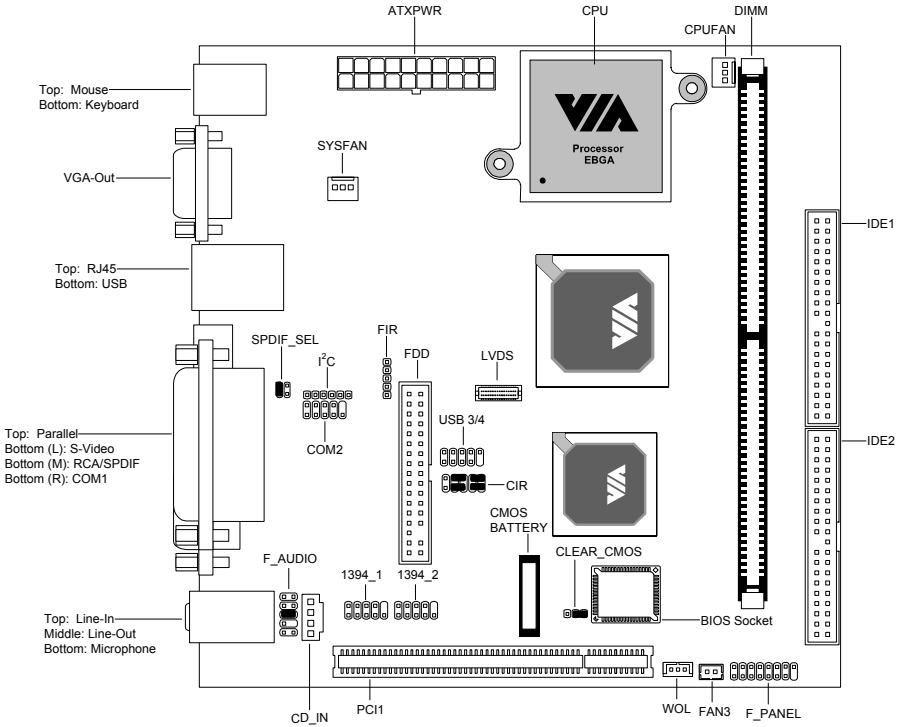 ATXPWR
CPU
DIMM
CPUFAN
Top: Mouse
Bottom: Keyboard
VIA
Processor
EBGA
SYSFAN
VGA-Out
IDE1
Top: RJ45
Bottom: USB
VIA
SPDIF_SEL
FIR
I²C
FDD
LVDS
USB 3/4
COM2
IDE2
Top: Parallel
Bottom (L): S-Video
Bottom (M): RCA/SPDIF
Bottom (R): COM1
VIA
CIR
CMOS
BATTERY
CLEAR_CMOS
F_AUDIO
1394_1
1394_2
Top: Line-In
Middle: Line-Out
Bottom: Microphone
BIOS Socket
CD_IN
PCI1
WOL
FAN3
F_PANEL